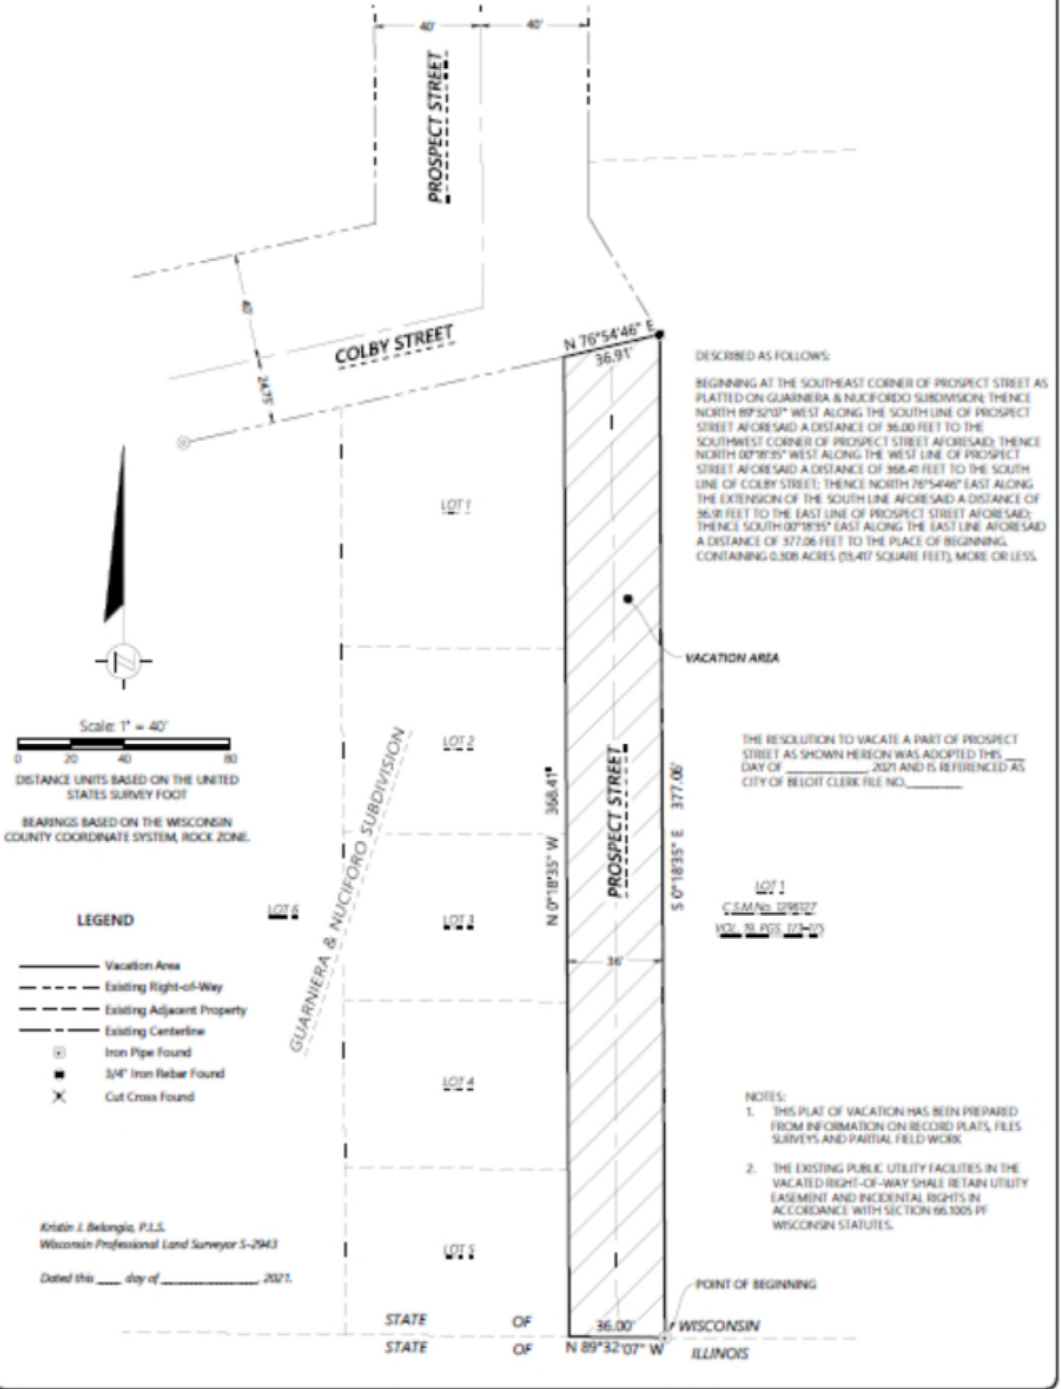 40'
40'
PROSPECT STREET
40'
24.75'
COLBY STREET
N 76°54'46" E
36.91'
DESCRIBED AS FOLLOWS:
BEGINNING AT THE SOUTHEAST CORNER OF PROSPECT STREET AS
PLATTED ON GUARNIERA & NUCIFORDO SUBDIVISION; THENCE
NORTH 89°32'07" WEST ALONG THE SOUTH LINE OF PROSPECT
STREET AFORESAID A DISTANCE OF 36.00 FEET TO THE
SOUTHWEST CORNER OF PROSPECT STREET AFORESAID; THENCE
NORTH 00°18'35" WEST ALONG THE WEST LINE OF PROSPECT
STREET AFORESAID A DISTANCE OF 368.41 FEET TO THE SOUTH
LINE OF COLBY STREET; THENCE NORTH 76°54'46" EAST ALONG
THE EXTENSION OF THE SOUTH LINE AFORESAID A DISTANCE OF
36.91 FEET TO THE EAST LINE OF PROSPECT STREET AFORESAID;
THENCE SOUTH 00°18'35" EAST ALONG THE EAST LINE AFORESAID
A DISTANCE OF 377.06 FEET TO THE PLACE OF BEGINNING.
CONTAINING 0.308 ACRES (13,417 SQUARE FEET), MORE OR LESS.
LOT 1
VACATION AREA
Scale: 1" = 40'
0 20 40 80
DISTANCE UNITS BASED ON THE UNITED
STATES SURVEY FOOT
BEARINGS BASED ON THE WISCONSIN
COUNTY COORDINATE SYSTEM, ROCK ZONE.
LOT 2
GUARNIERA & NUCIFORO SUBDIVISION
N 0°18'35" W 368.41'
PROSPECT STREET
S 0°18'35" E 377.06'
THE RESOLUTION TO VACATE A PART OF PROSPECT
STREET AS SHOWN HEREON WAS ADOPTED THIS ___
DAY OF ____________, 2021 AND IS REFERENCED AS
CITY OF BELOIT CLERK FILE NO.________
LOT 1
C.S.M. No.
VOL. 19, PGS.
LOT 6
LOT 3
36'
LEGEND
Vacation Area
Existing Right-of-Way
Existing Adjacent Property
Existing Centerline
Iron Pipe Found
3/4" Iron Rebar Found
Cut Cross Found
LOT 4
NOTES:
1. THIS PLAT OF VACATION HAS BEEN PREPARED
FROM INFORMATION ON RECORD PLATS, FILES
SURVEYS AND PARTIAL FIELD WORK
2. THE EXISTING PUBLIC UTILITY FACILITIES IN THE
VACATED RIGHT-OF-WAY SHALE RETAIN UTILITY
EASEMENT AND INCIDENTAL RIGHTS IN
ACCORDANCE WITH SECTION 66.1005 PF
WISCONSIN STATUTES.
Kristin J. Belongia, P.L.S.
Wisconsin Professional Land Surveyor S-2943
Dated this ____ day of ______________, 2021.
LOT 5
POINT OF BEGINNING
STATE OF WISCONSIN
36.00'
STATE OF ILLINOIS
N 89°32'07" W